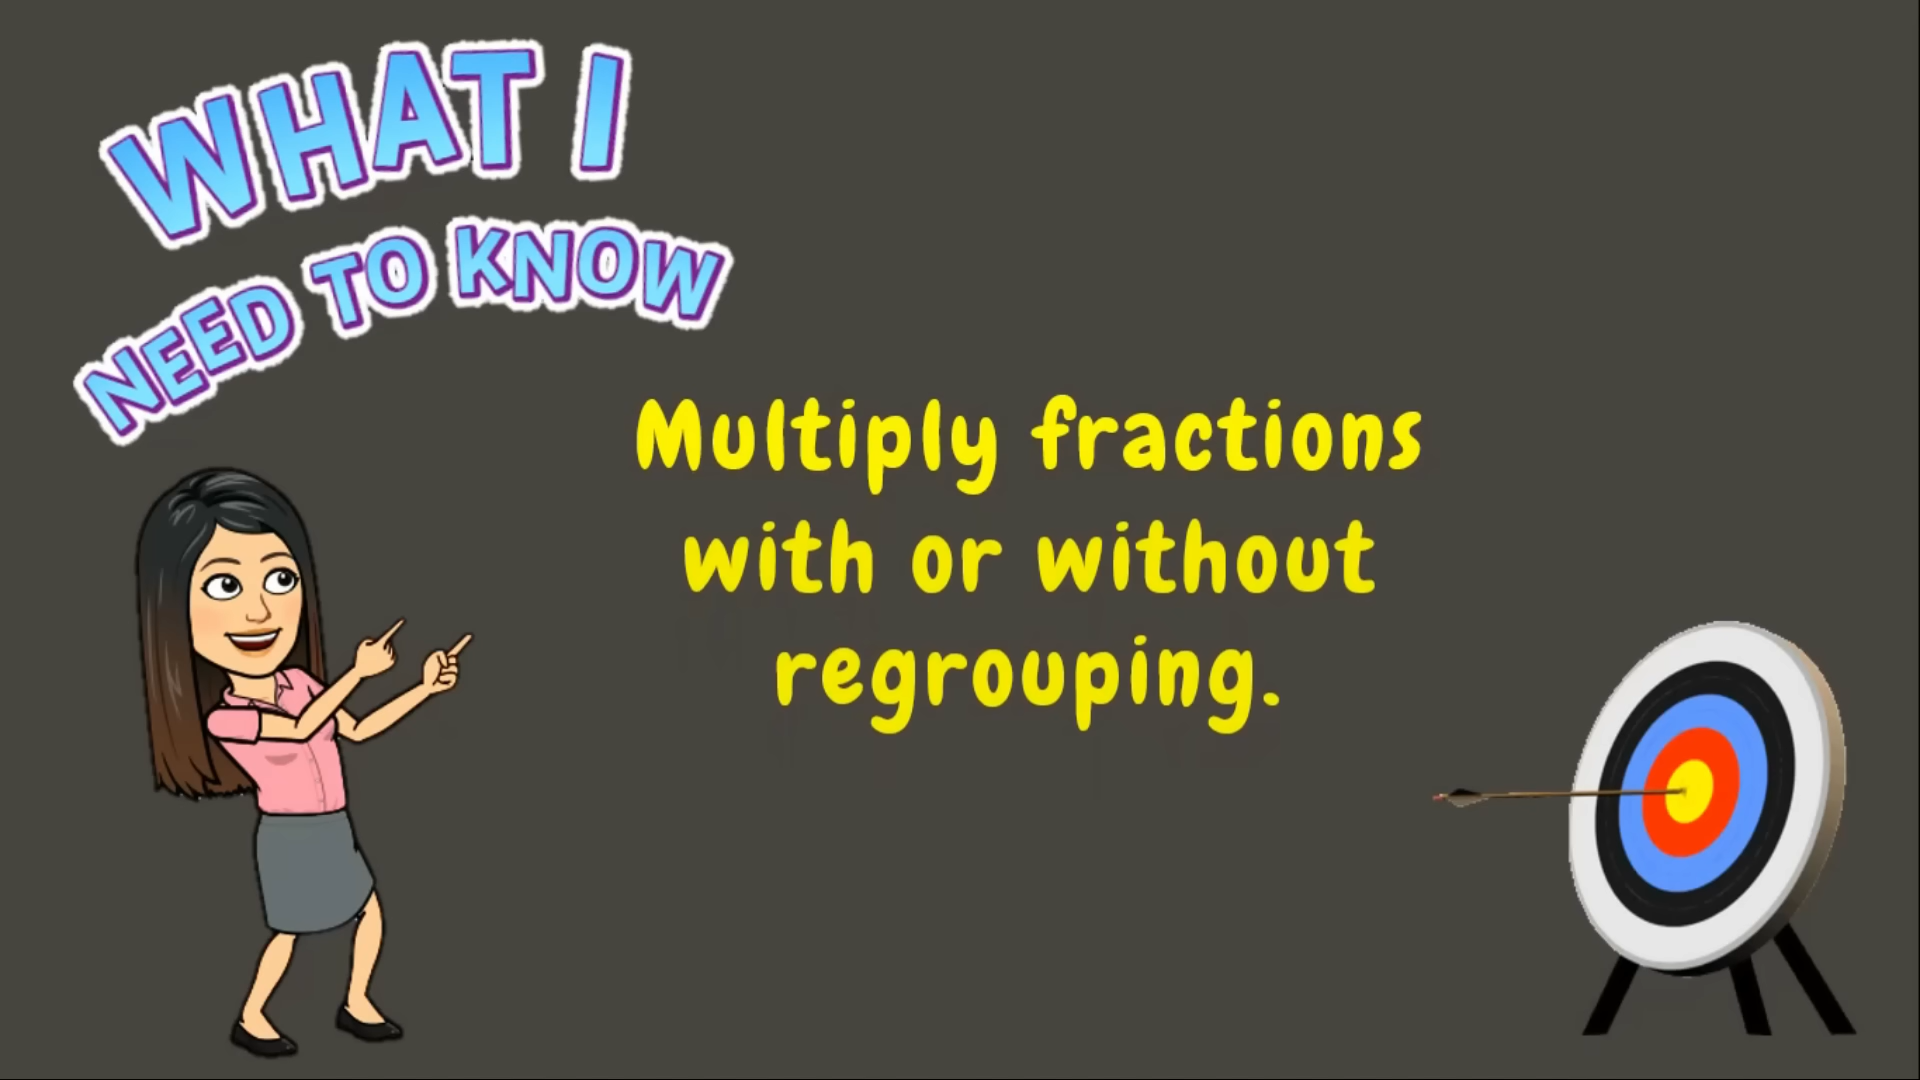 WHAT I
NEED TO KNOW
Multiply fractions
with or without
regrouping.